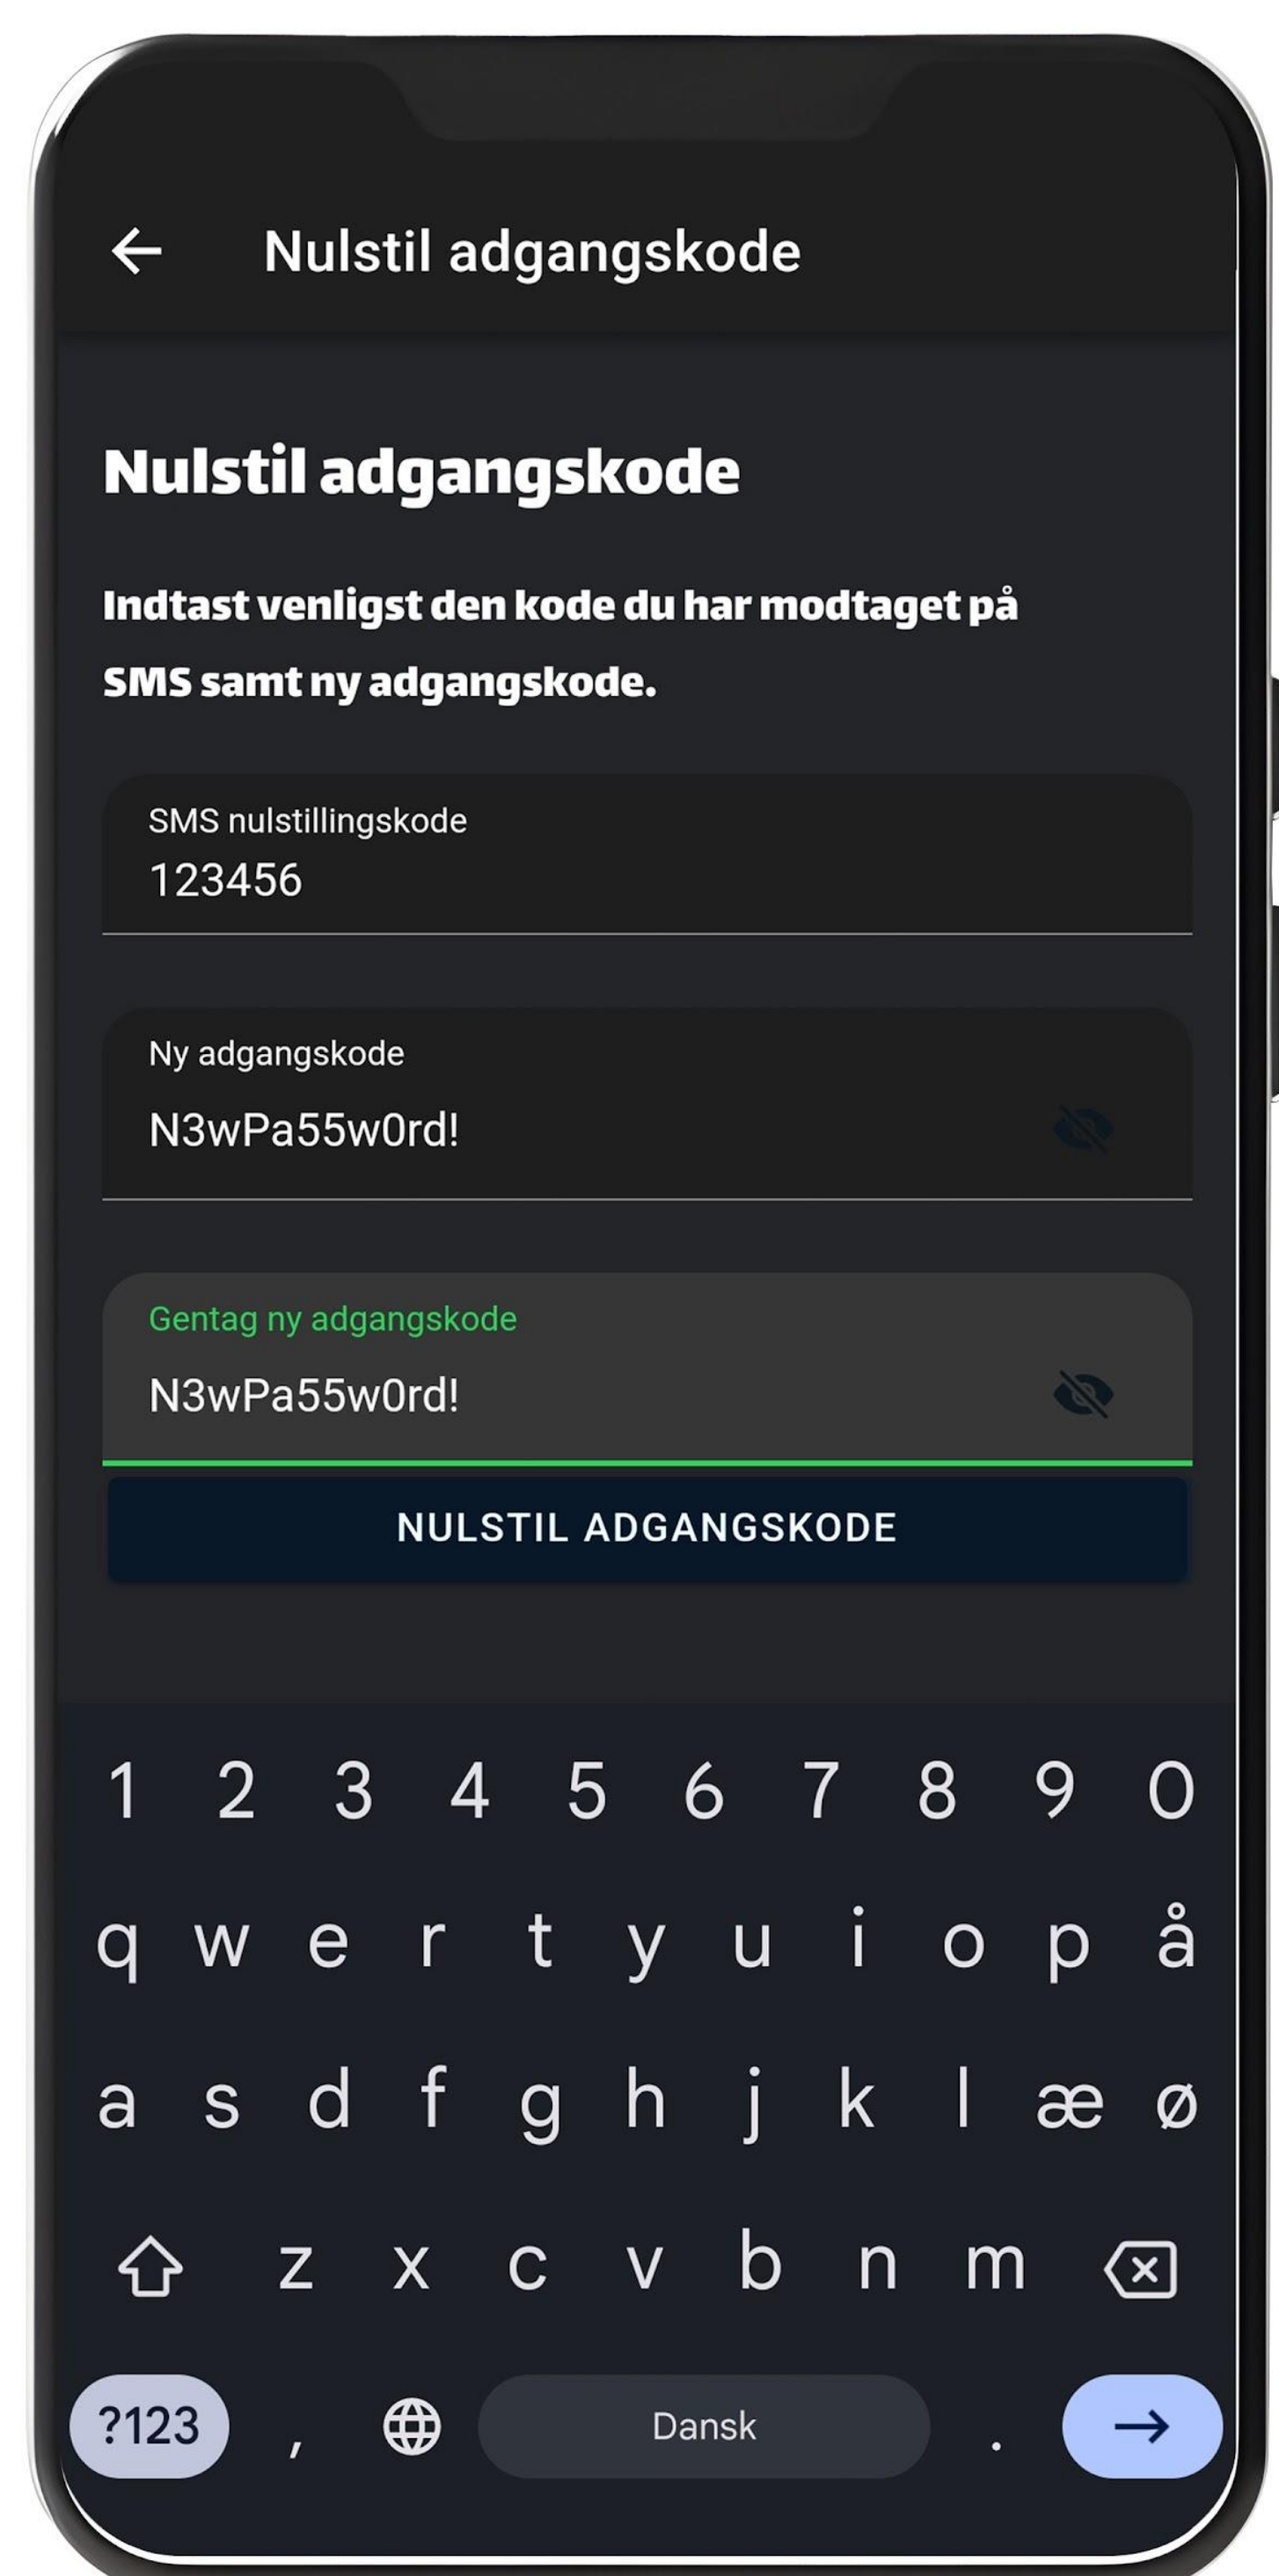 Nulstil adgangskode
Nulstil adgangskode
Indtast venligst den kode du har modtaget på
SMS samt ny adgangskode.
SMS nulstillingskode
123456
Ny adgangskode
N3wPa55w0rd!
Gentag ny adgangskode
N3wPa55w0rd!
NULSTIL ADGANGSKODE
1 2 3 4 5 6 7 8 9 0
q w e r t y u i o p å
a s d f g h j k l æ ø
z x c v b n m
?123 , Dansk .